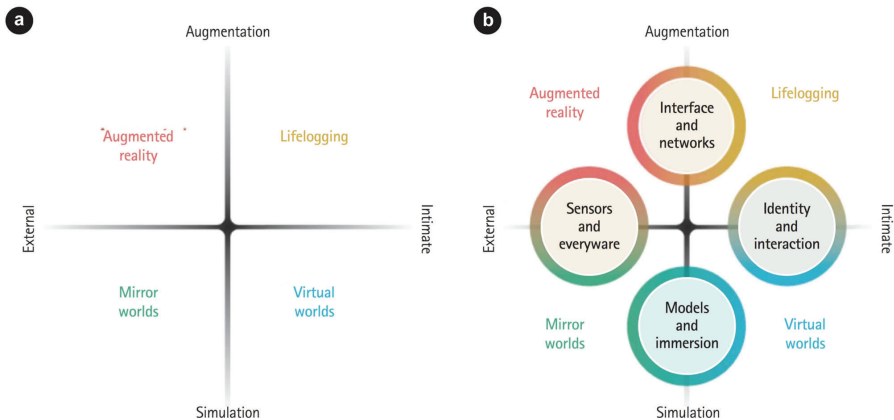 a
Augmentation
Augmented
reality
Lifelogging
External
Intimate
Mirror
worlds
Virtual
worlds
Simulation
b
Augmentation
Augmented
reality
Interface
and
networks
Lifelogging
External
Sensors
and
everyware
Identity
and
interaction
Intimate
Mirror
worlds
Models
and
immersion
Virtual
worlds
Simulation